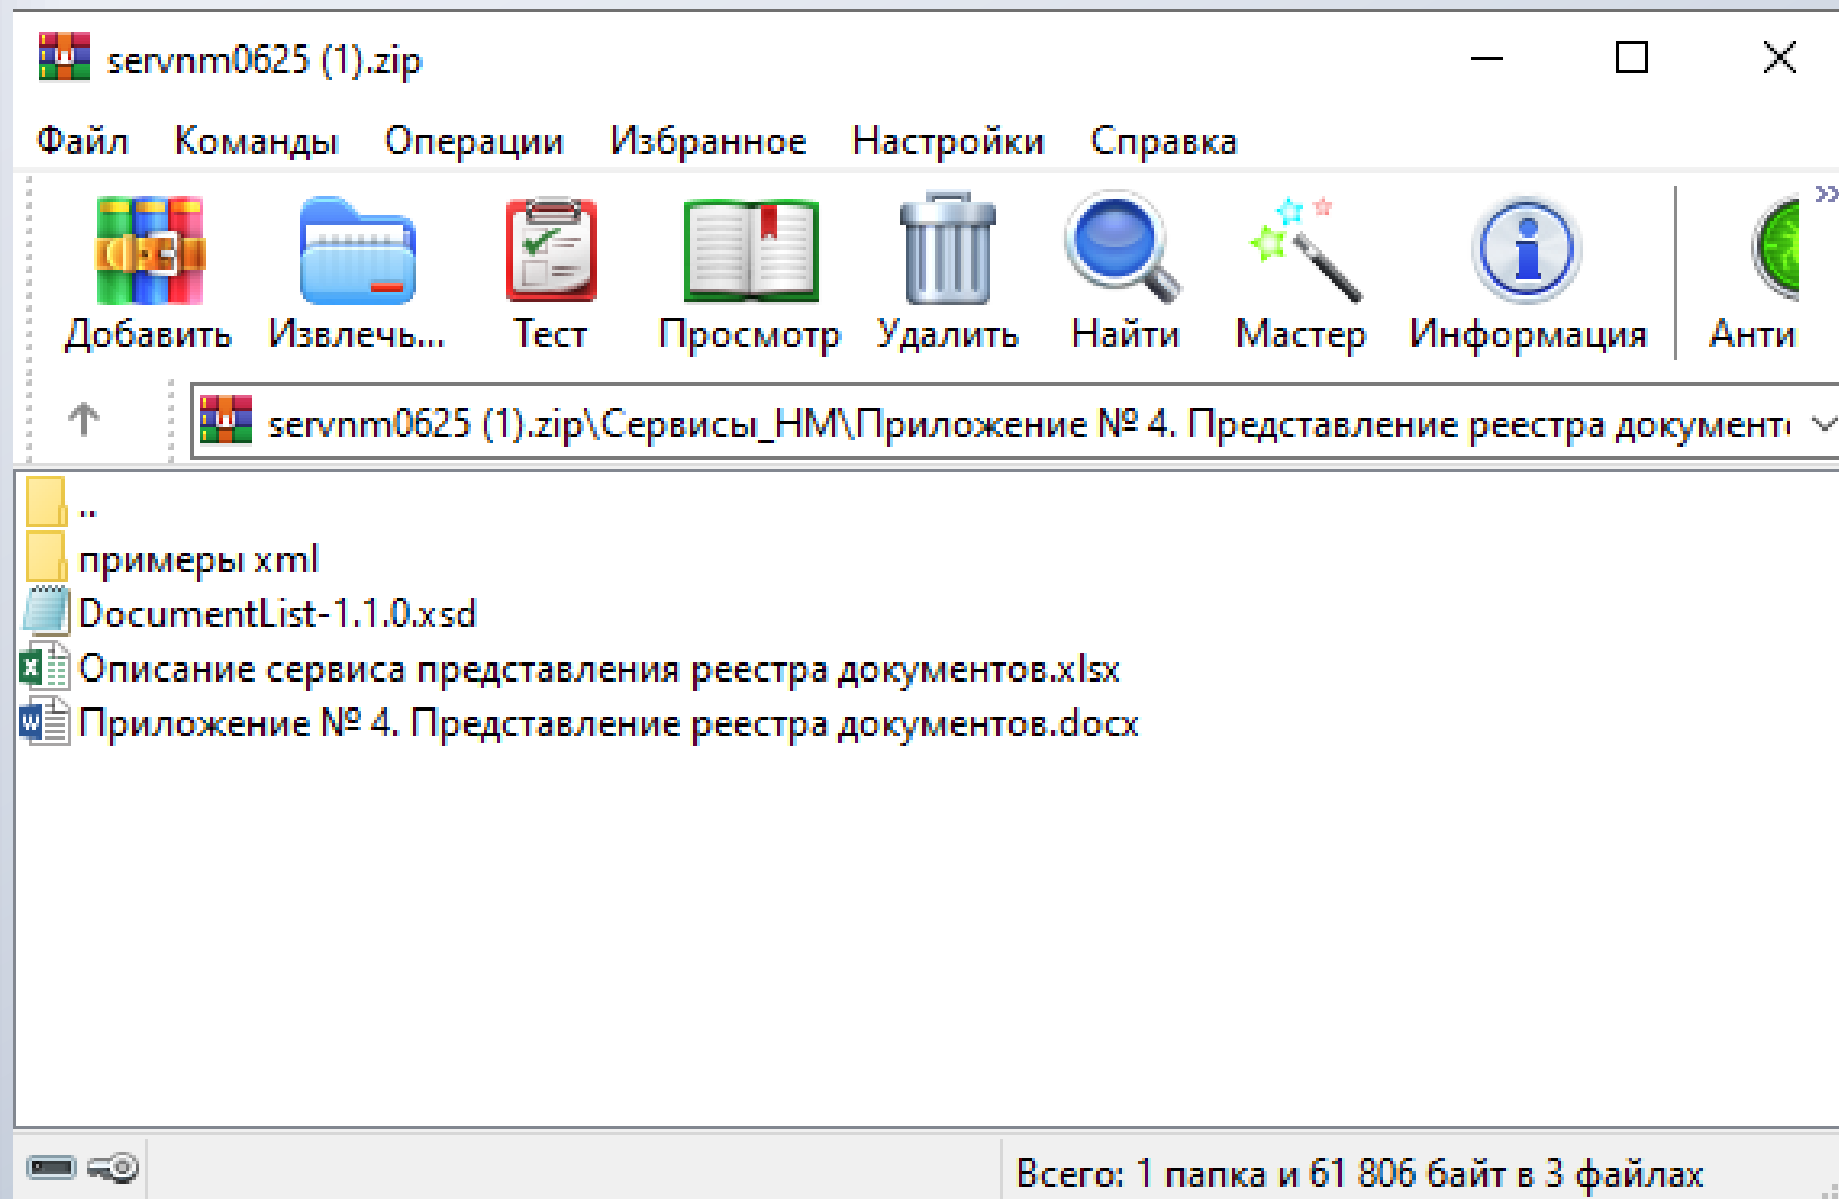 servnm0625 (1).zip
Файл Команды Операции Избранное Настройки Справка
Добавить Извлечь... Тест Просмотр Удалить Найти Мастер Информация Анти
servnm0625 (1).zip\Сервисы_НМ\Приложение № 4. Представление реестра документ
..
примеры xml
DocumentList-1.1.0.xsd
Описание сервиса представления реестра документов.xlsx
Приложение № 4. Представление реестра документов.docx
Всего: 1 папка и 61 806 байт в 3 файлах